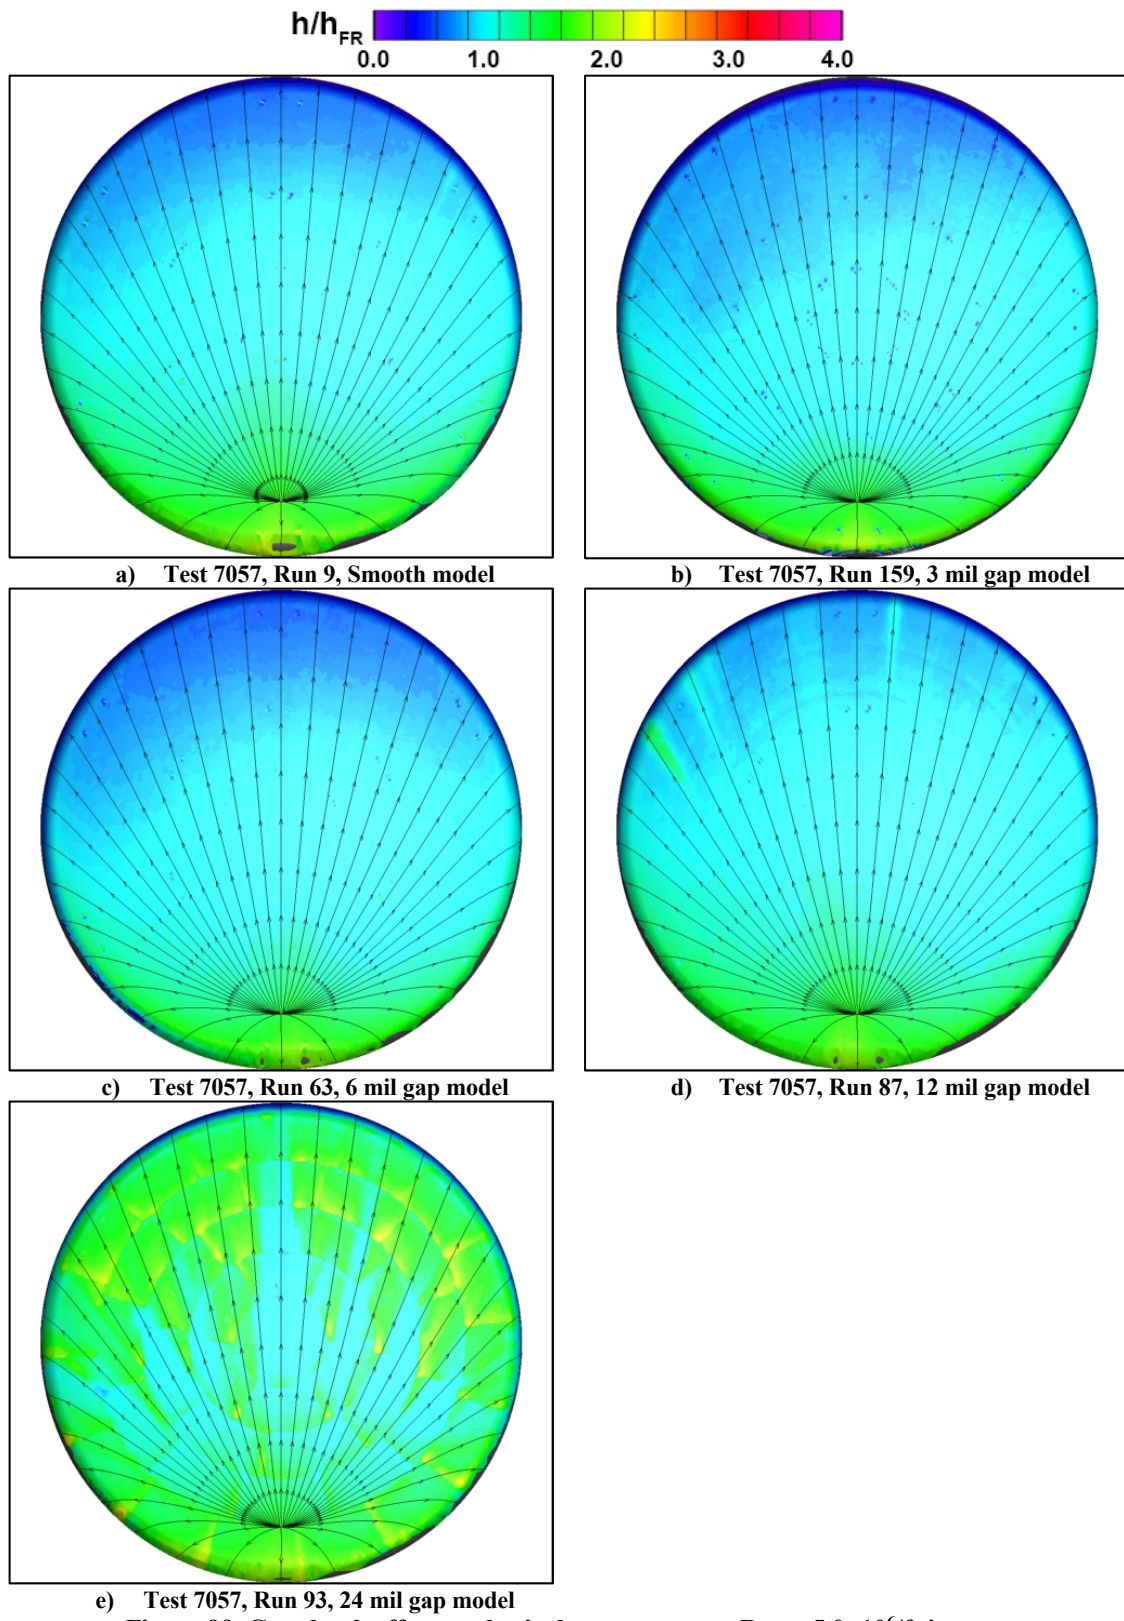 h/hFR
0.0 1.0 2.0 3.0 4.0
a) Test 7057, Run 9, Smooth model
b) Test 7057, Run 159, 3 mil gap model
c) Test 7057, Run 63, 6 mil gap model
d) Test 7057, Run 87, 12 mil gap model
e) Test 7057, Run 93, 24 mil gap model